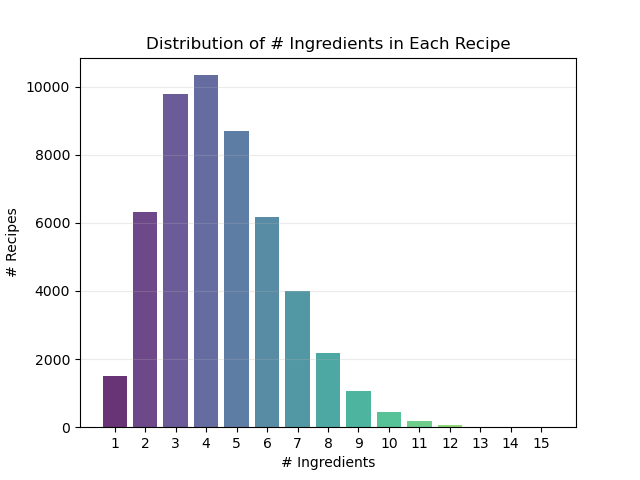 Distribution of # Ingredients in Each Recipe
10000
8000
6000
4000
2000
0
# Recipes
1 2 3 4 5 6 7 8 9 10 11 12 13 14 15
# Ingredients